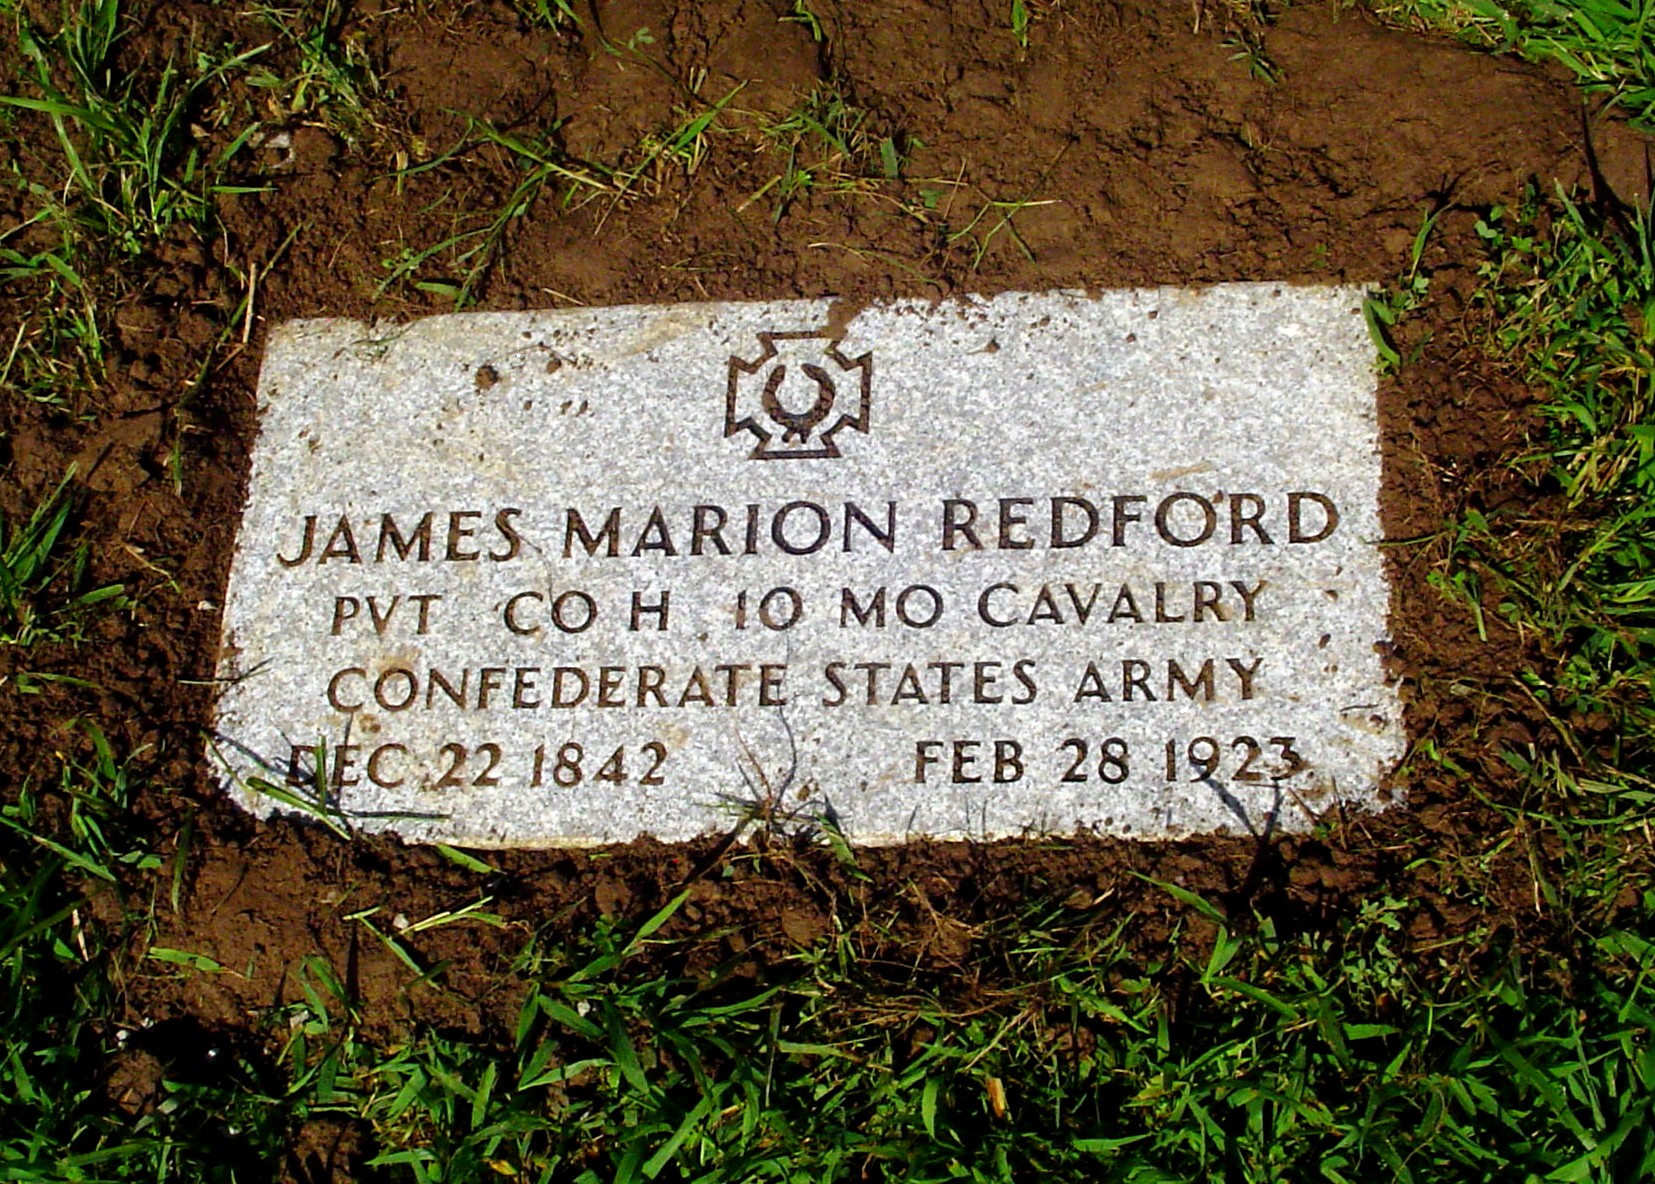 JAMES MARION REDFORD
PVT CO H 10 MO CAVALRY
CONFEDERATE STATES ARMY
DEC 22 1842 FEB 28 1923